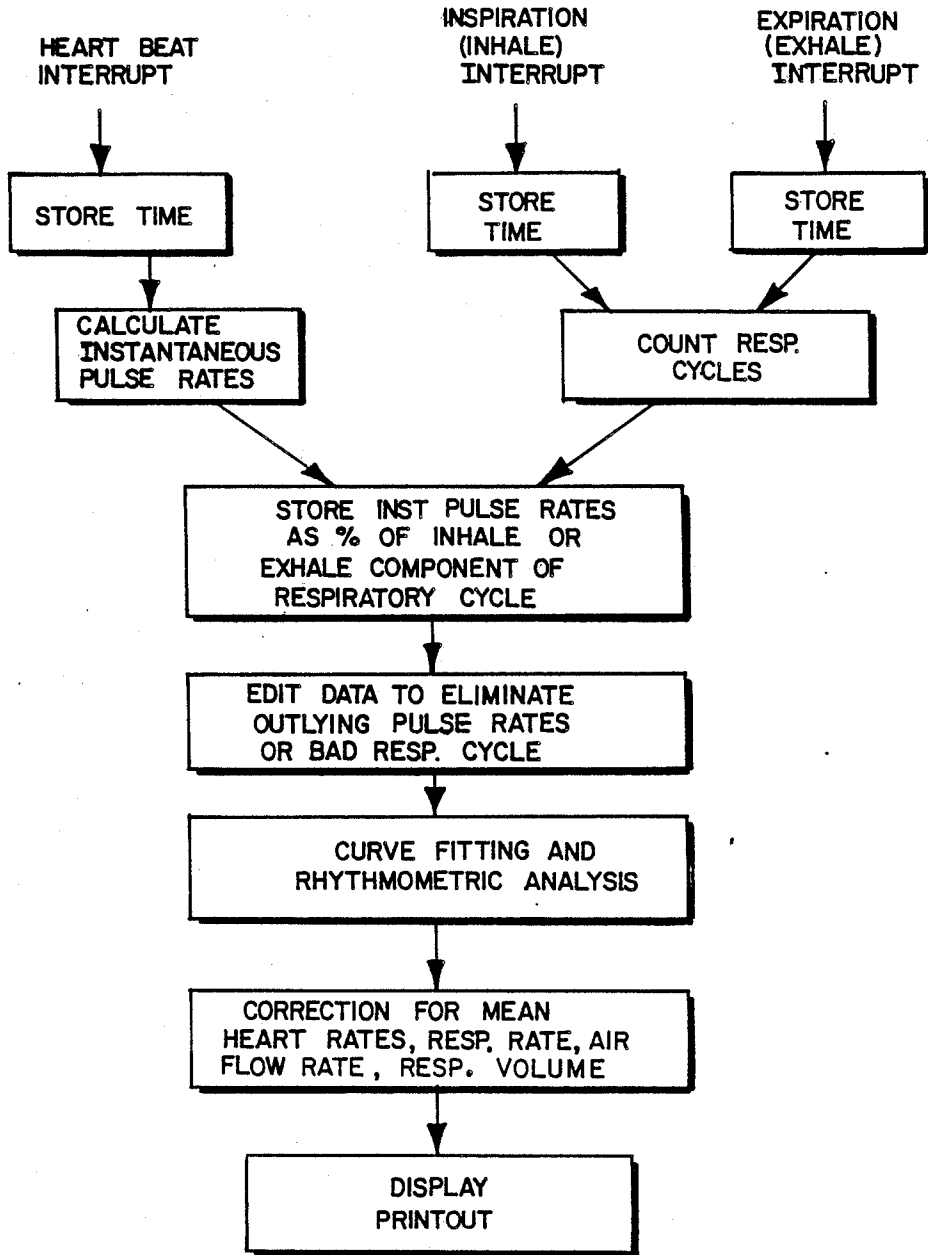 HEART BEAT
INTERRUPT
INSPIRATION
(INHALE)
INTERRUPT
EXPIRATION
(EXHALE)
INTERRUPT
STORE TIME
STORE
TIME
STORE
TIME
CALCULATE
INSTANTANEOUS
PULSE RATES
COUNT RESP.
CYCLES
STORE INST PULSE RATES
AS % OF INHALE OR
EXHALE COMPONENT OF
RESPIRATORY CYCLE
EDIT DATA TO ELIMINATE
OUTLYING PULSE RATES
OR BAD RESP. CYCLE
CURVE FITTING AND
RHYTHMOMETRIC ANALYSIS
CORRECTION FOR MEAN
HEART RATES, RESP. RATE, AIR
FLOW RATE, RESP. VOLUME
DISPLAY
PRINTOUT